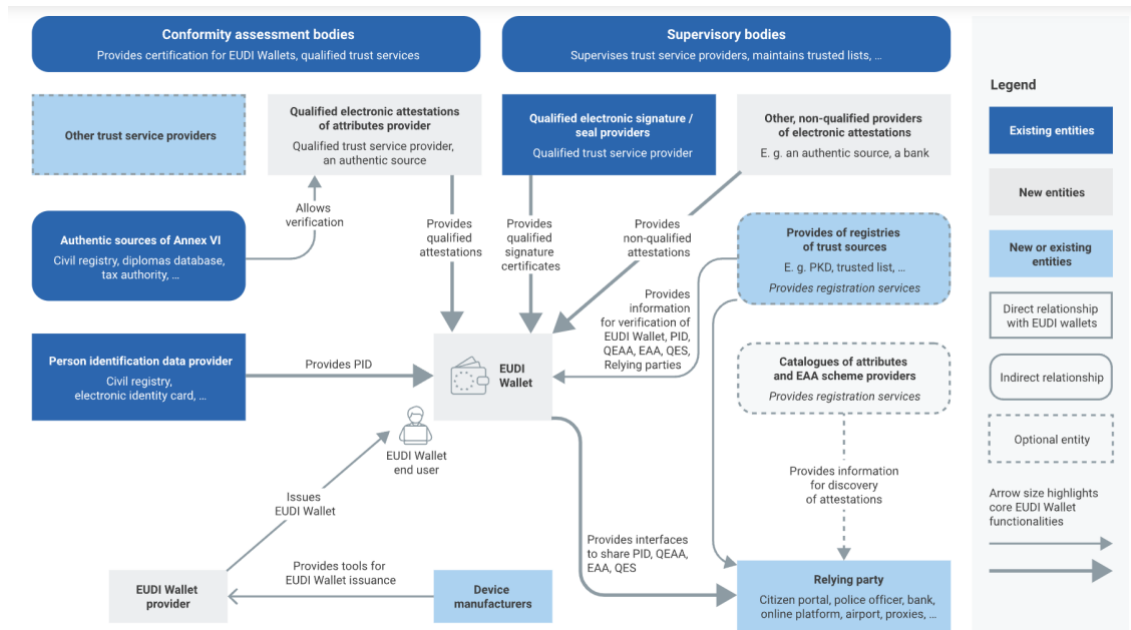 Conformity assessment bodies
Provides certification for EUDI Wallets, qualified trust services
Supervisory bodies
Supervises trust service providers, maintains trusted lists, ...
Other trust service providers
Qualified electronic attestations
of attributes provider
Qualified trust service provider,
an authentic source
Qualified electronic signature /
seal providers
Qualified trust service provider
Other, non-qualified providers
of electronic attestations
E. g. an authentic source, a bank
Allows
verification
Authentic sources of Annex VI
Civil registry, diplomas database,
tax authority, ...
Provides
qualified
attestations
Provides
qualified
signature
certificates
Provides
non-qualified
attestations
Provides of registries
of trust sources
E. g. PKD, trusted list, ...
Provides registration services
Provides
information
for verification of
EUDI Wallet, PID,
QEAA, EAA, QES,
Relying parties
Person identification data provider
Civil registry,
electronic identity card, ...
Provides PID
EUDI
Wallet
Catalogues of attributes
and EAA scheme providers
Provides registration services
EUDI Wallet
end user
Provides information
for discovery
of attestations
Issues
EUDI Wallet
Provides interfaces
to share PID, QEAA,
EAA, QES
EUDI Wallet
provider
Provides tools for
EUDI Wallet issuance
Device
manufacturers
Relying party
Citizen portal, police officer, bank,
online platform, airport, proxies, ...
Legend
Existing entities
New entities
New or existing
entities
Direct relationship
with EUDI wallets
Indirect relationship
Optional entity
Arrow size highlights
core EUDI Wallet
functionalities